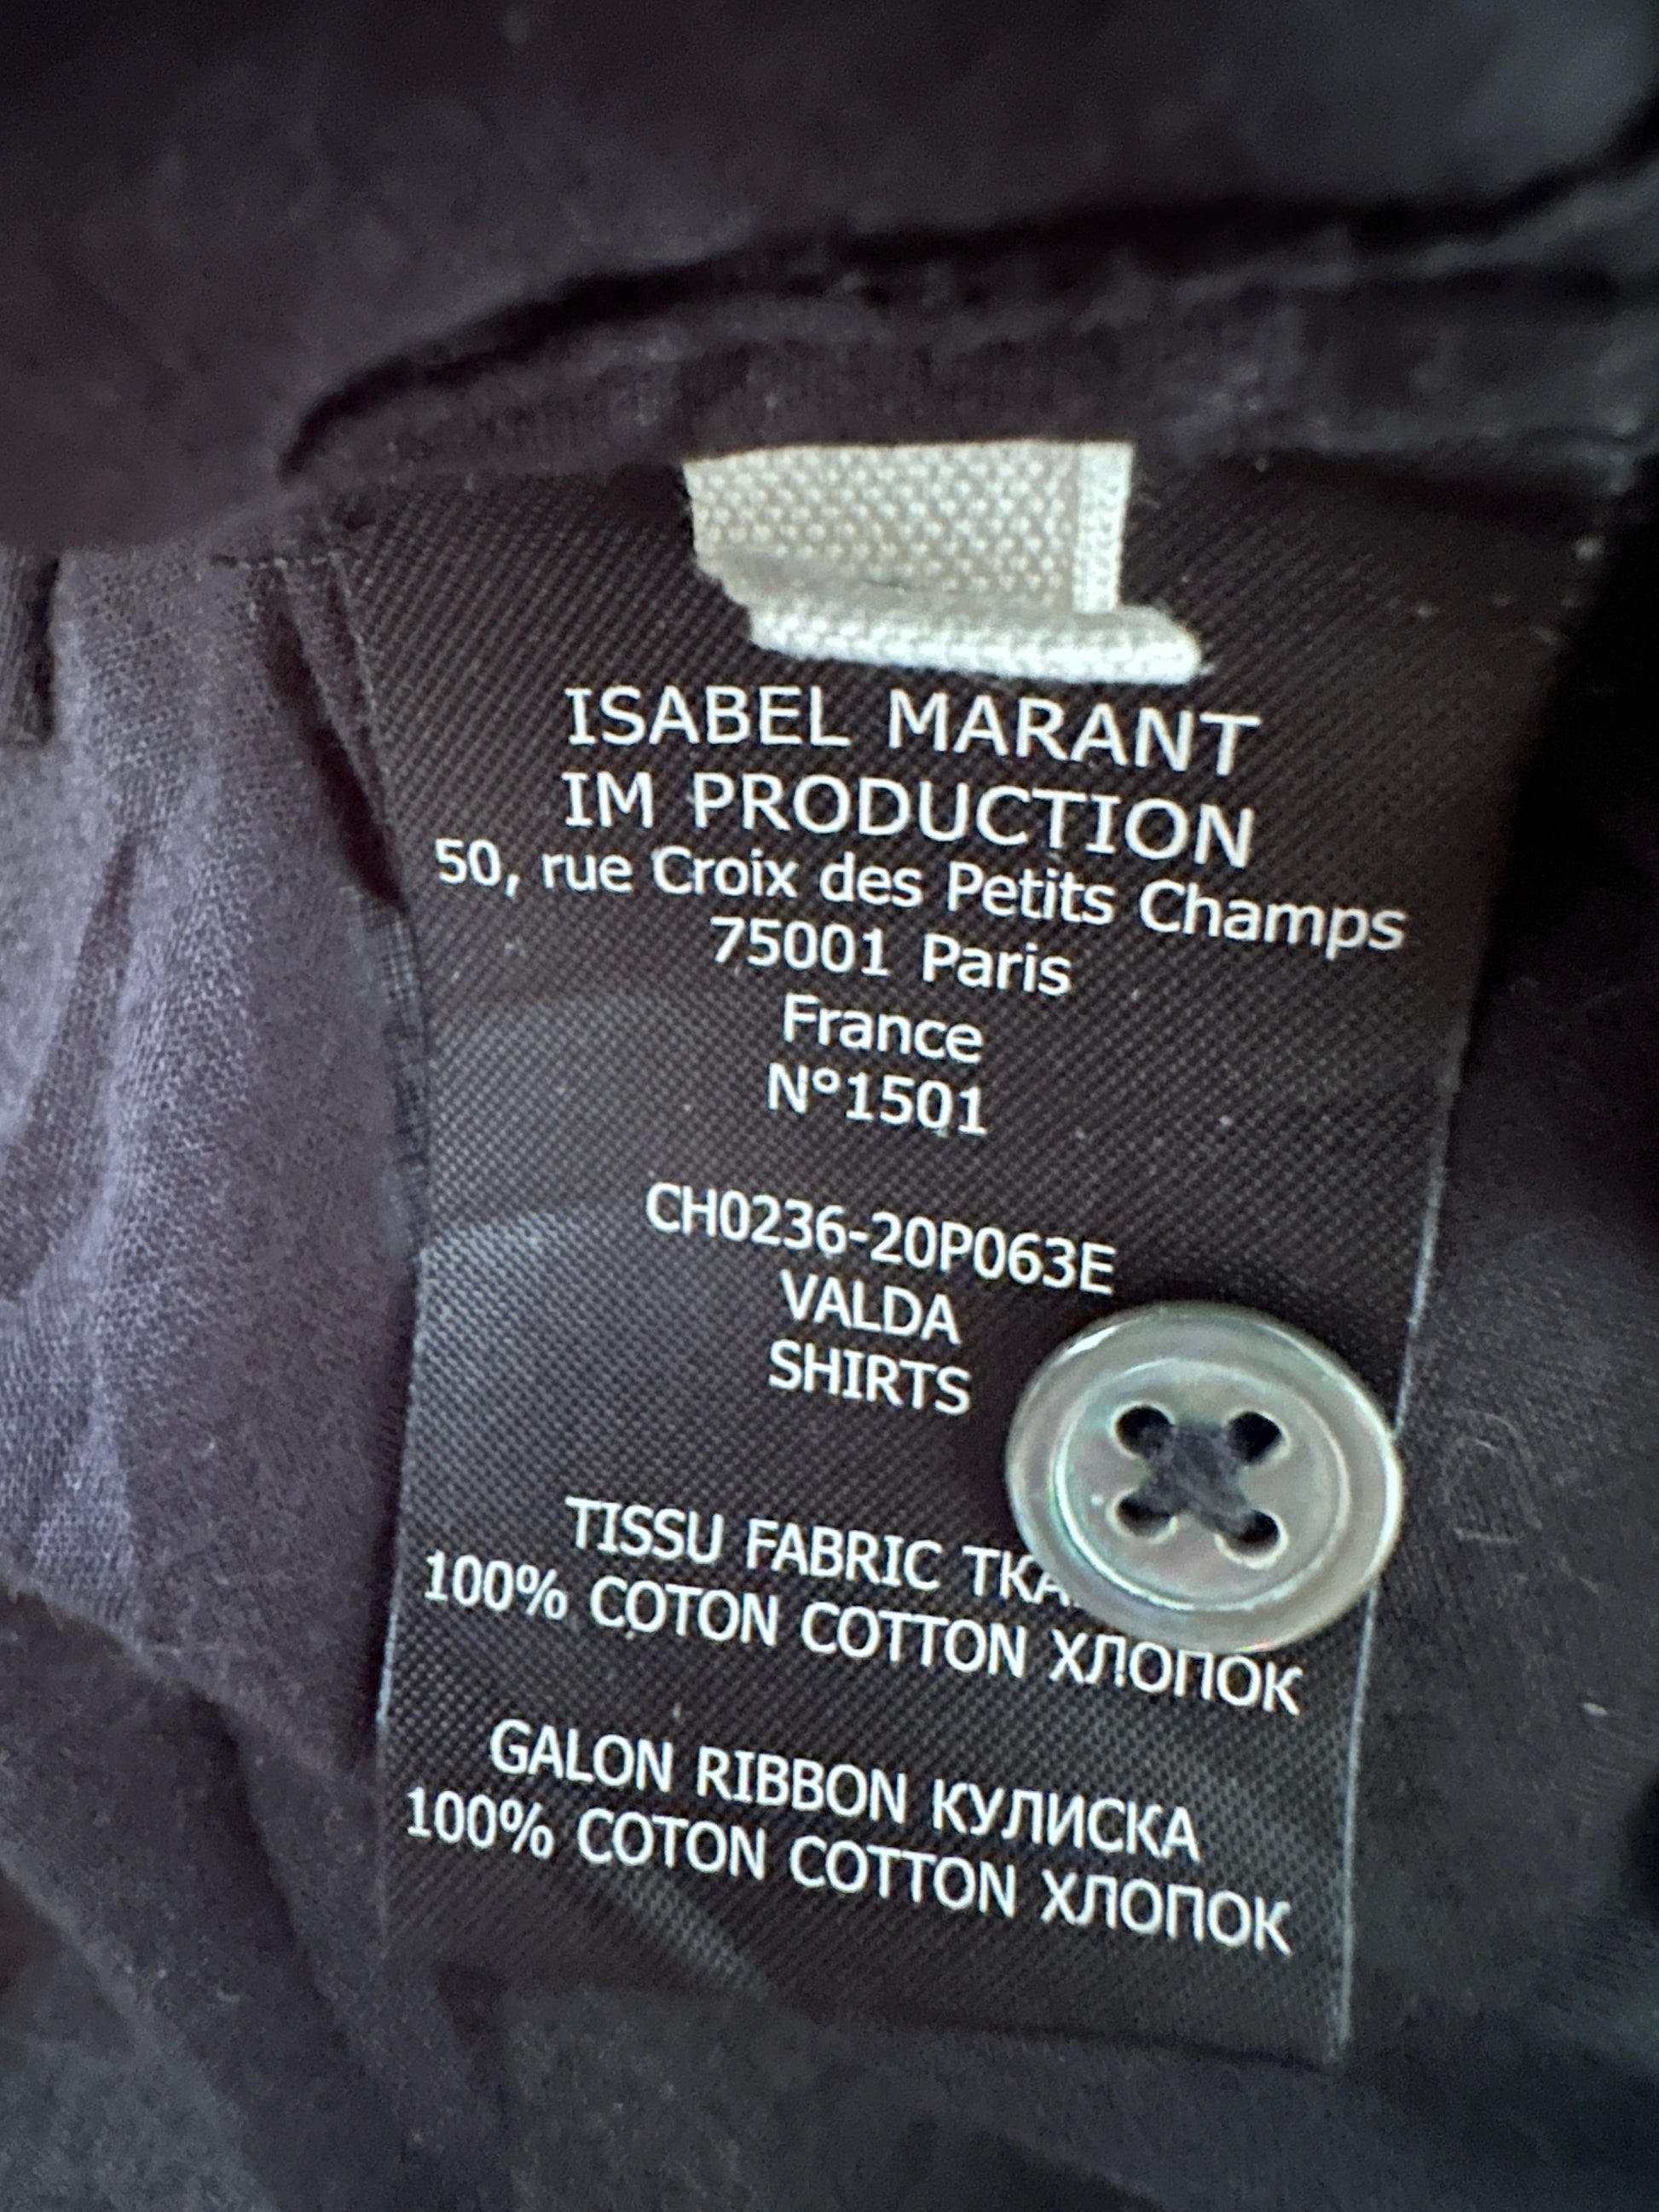 ISABEL MARANT
IM PRODUCTION
50, rue Croix des Petits Champs
75001 Paris
France
N°1501
CH0236-20P063E
VALDA
SHIRTS
TISSU FABRIC
100% COTON COTTON ХЛОПОК
GALON RIBBON КУЛИСКА
100% COTON COTTON ХЛОПОК